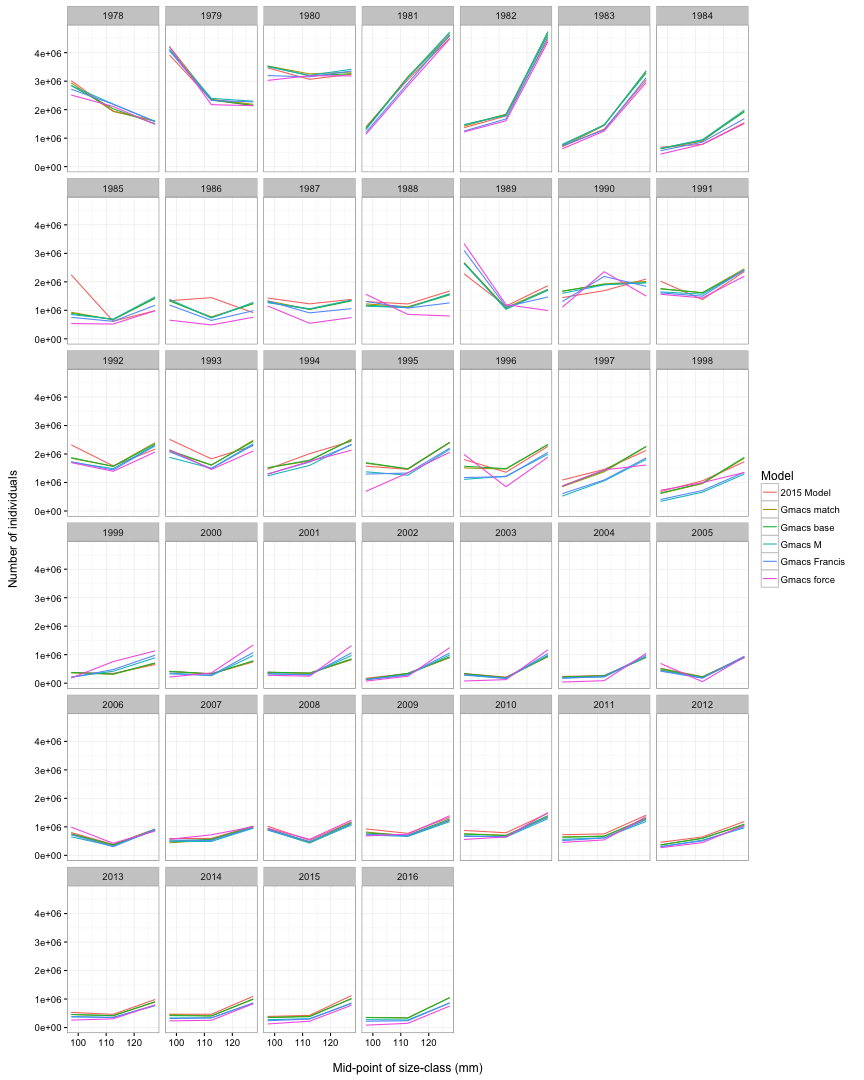 1978 1979 1980 1981 1982 1983 1984
4e+06
3e+06
2e+06
1e+06
0e+00
1985 1986 1987 1988 1989 1990 1991
4e+06
3e+06
2e+06
1e+06
0e+00
1992 1993 1994 1995 1996 1997 1998
4e+06
3e+06
2e+06
1e+06
0e+00
1999 2000 2001 2002 2003 2004 2005
4e+06
3e+06
2e+06
1e+06
0e+00
2006 2007 2008 2009 2010 2011 2012
4e+06
3e+06
2e+06
1e+06
0e+00
2013 2014 2015 2016
4e+06
3e+06
2e+06
1e+06
0e+00
100 110 120 100 110 120 100 110 120 100 110 120
Mid-point of size-class (mm)
Number of inidividuals
Model
2015 Model
Gmacs match
Gmacs base
Gmacs M
Gmacs Francis
Gmacs force